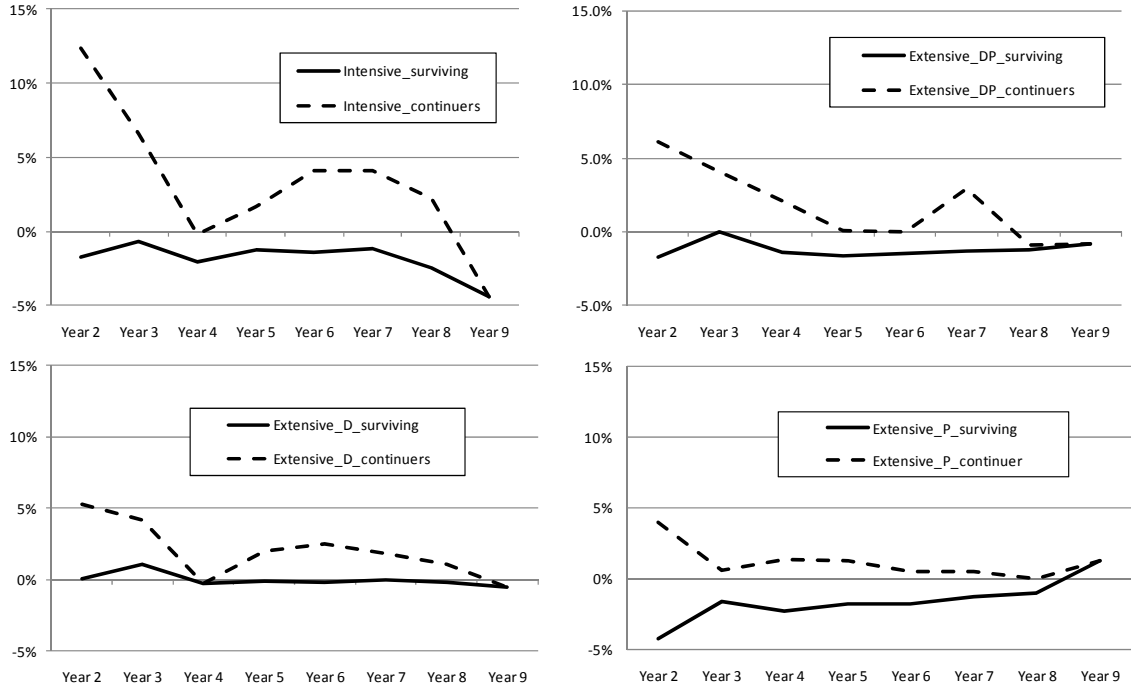 15%
10%
5%
0%
-5%
Intensive_surviving
Intensive_continuers
Year 2 Year 3 Year 4 Year 5 Year 6 Year 7 Year 8 Year 9
15.0%
10.0%
5.0%
0.0%
-5.0%
Extensive_DP_surviving
Extensive_DP_continuers
Year 2 Year 3 Year 4 Year 5 Year 6 Year 7 Year 8 Year 9
15%
10%
5%
0%
-5%
Extensive_D_surviving
Extensive_D_continuers
Year 2 Year 3 Year 4 Year 5 Year 6 Year 7 Year 8 Year 9
15%
10%
5%
0%
-5%
Extensive_P_surviving
Extensive_P_continuer
Year 2 Year 3 Year 4 Year 5 Year 6 Year 7 Year 8 Year 9